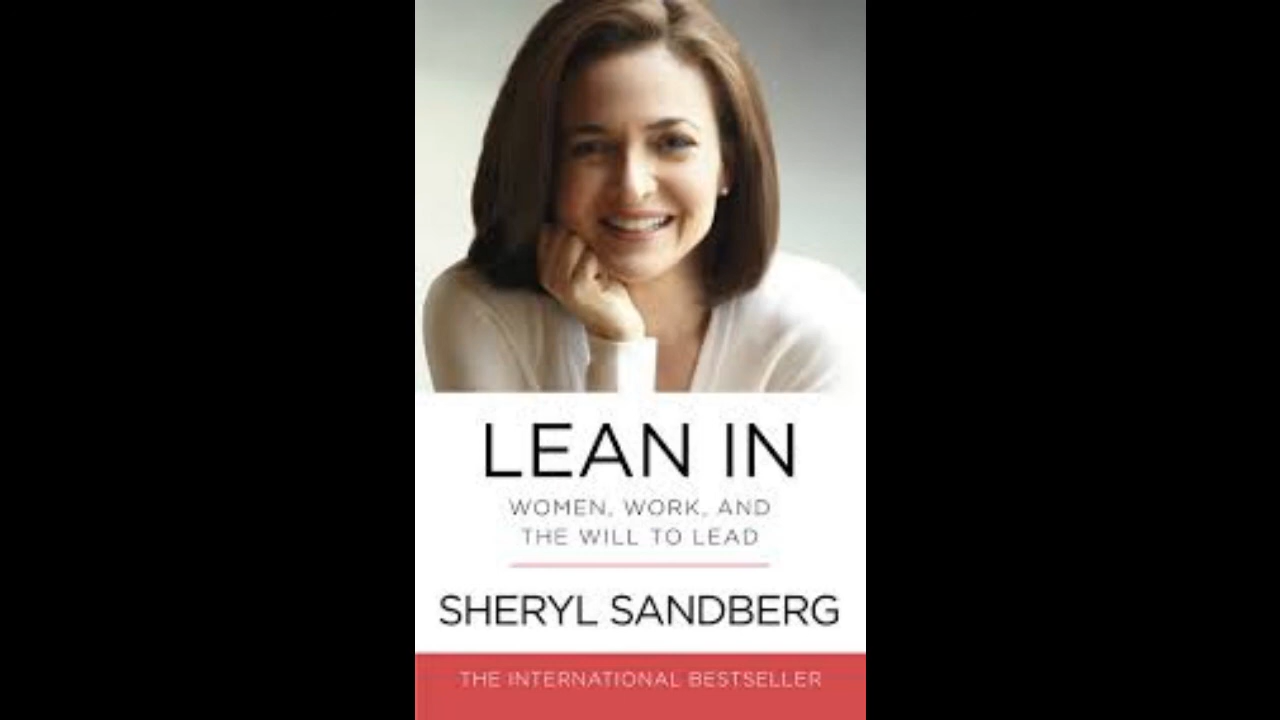 LEAN IN
WOMEN, WORK, AND
THE WILL TO LEAD
SHERYL SANDBERG
THE INTERNATIONAL BESTSELLER